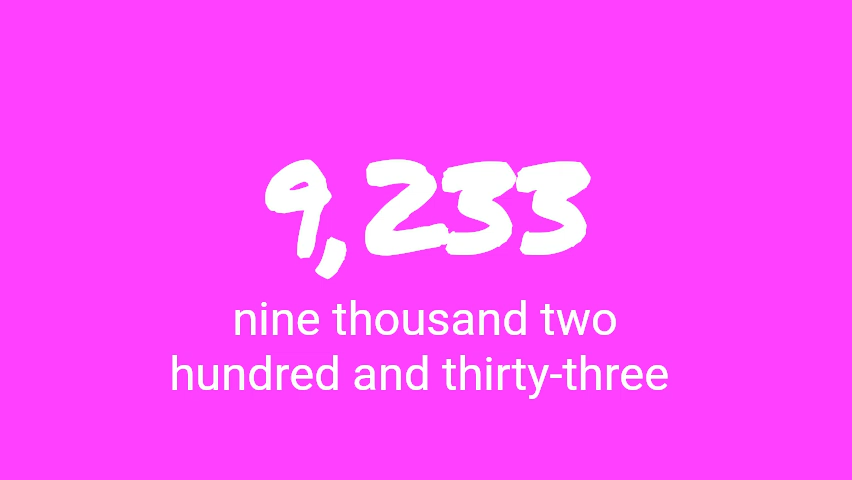 9,233
nine thousand two
hundred and thirty-three